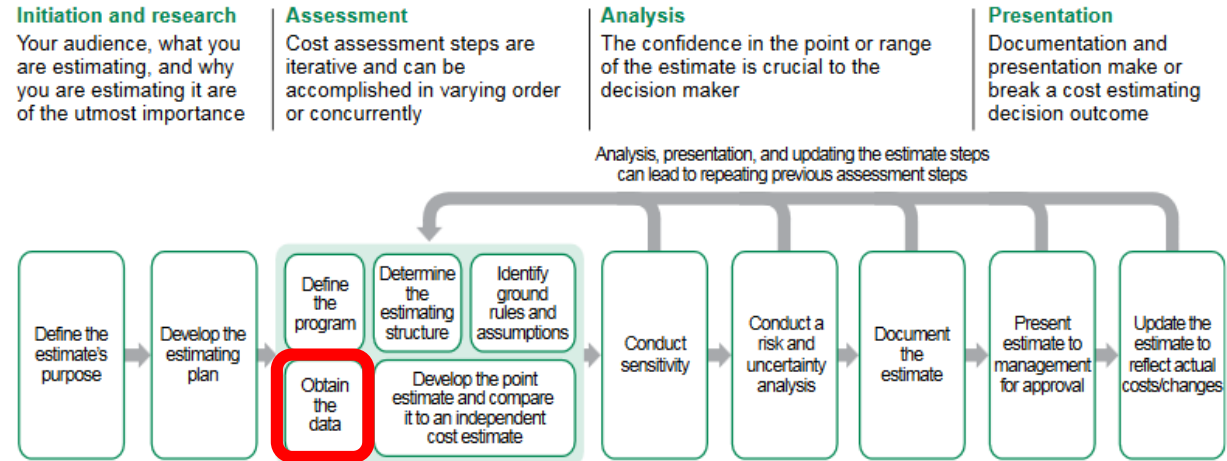 Initiation and research
Your audience, what you
are estimating, and why
you are estimating it are
of the utmost importance
Assessment
Cost assessment steps are
iterative and can be
accomplished in varying order
or concurrently
Analysis
The confidence in the point or range
of the estimate is crucial to the
decision maker
Presentation
Documentation and
presentation make or
break a cost estimating
decision outcome
Analysis, presentation, and updating the estimate steps
can lead to repeating previous assessment steps
Define the
estimate's
purpose
Develop the
estimating
plan
Define
the
program
Determine
the
estimating
structure
Identify
ground
rules and
assumptions
Obtain
the
data
Develop the point
estimate and compare
it to an independent
cost estimate
Conduct
sensitivity
Conduct a
risk and
uncertainty
analysis
Document
the
estimate
Present
estimate to
management
for approval
Update the
estimate to
reflect actual
costs/changes